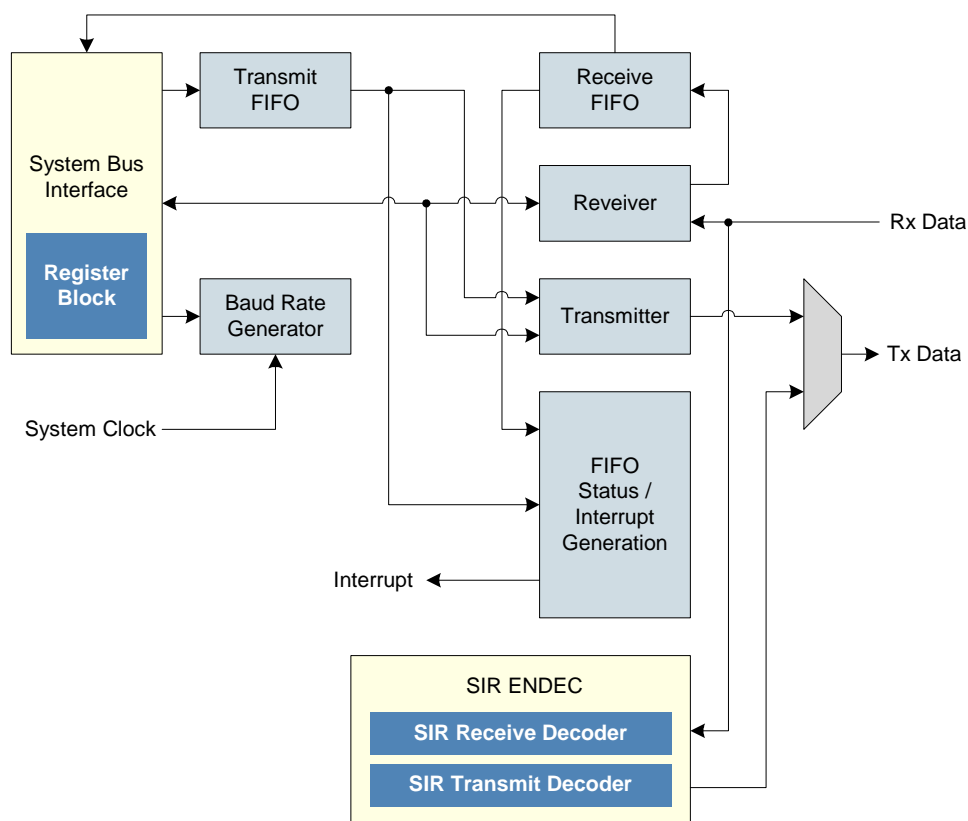 Transmit
FIFO
Receive
FIFO
System Bus
Interface
Reveiver
Rx Data
Register
Block
Baud Rate
Generator
Transmitter
Tx Data
System Clock
FIFO
Status /
Interrupt
Generation
Interrupt
SIR ENDEC
SIR Receive Decoder
SIR Transmit Decoder